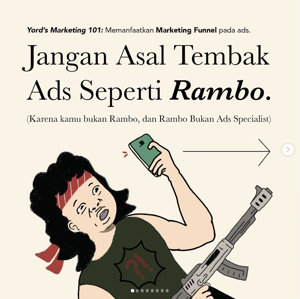 Yord's Marketing 101: Memanfaatkan Marketing Funnel pada ads.
Jangan Asal Tembak
Ads Seperti Rambo.
(Karena kamu bukan Rambo, dan Rambo Bukan Ads Specialist)
?!